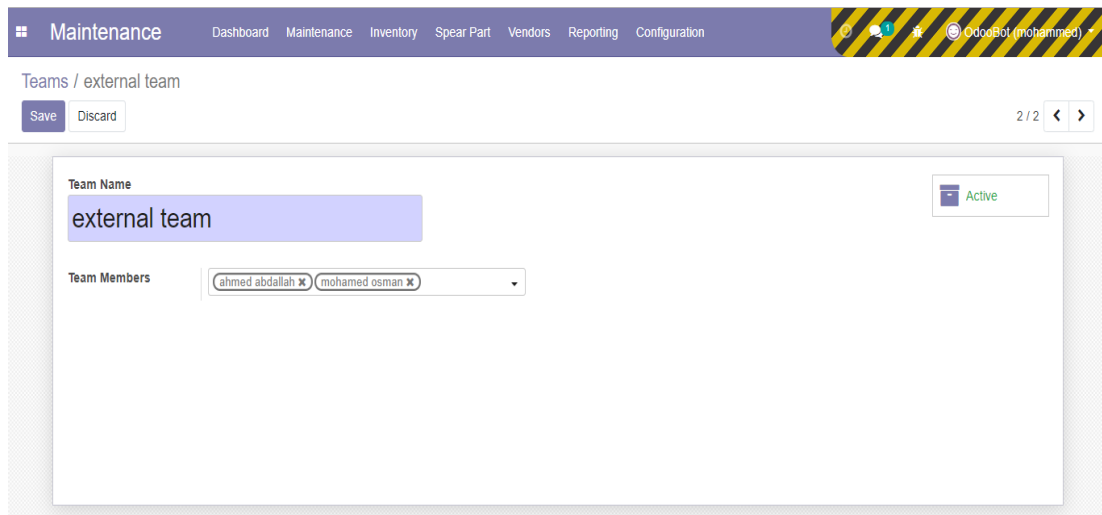 Maintenance Dashboard Maintenance Inventory Spear Part Vendors Reporting Configuration 1 OdooBot (mohammed)
Teams / external team
Save Discard 2 / 2
Team Name
Active
external team
Team Members ahmed abdallah × mohamed osman ×